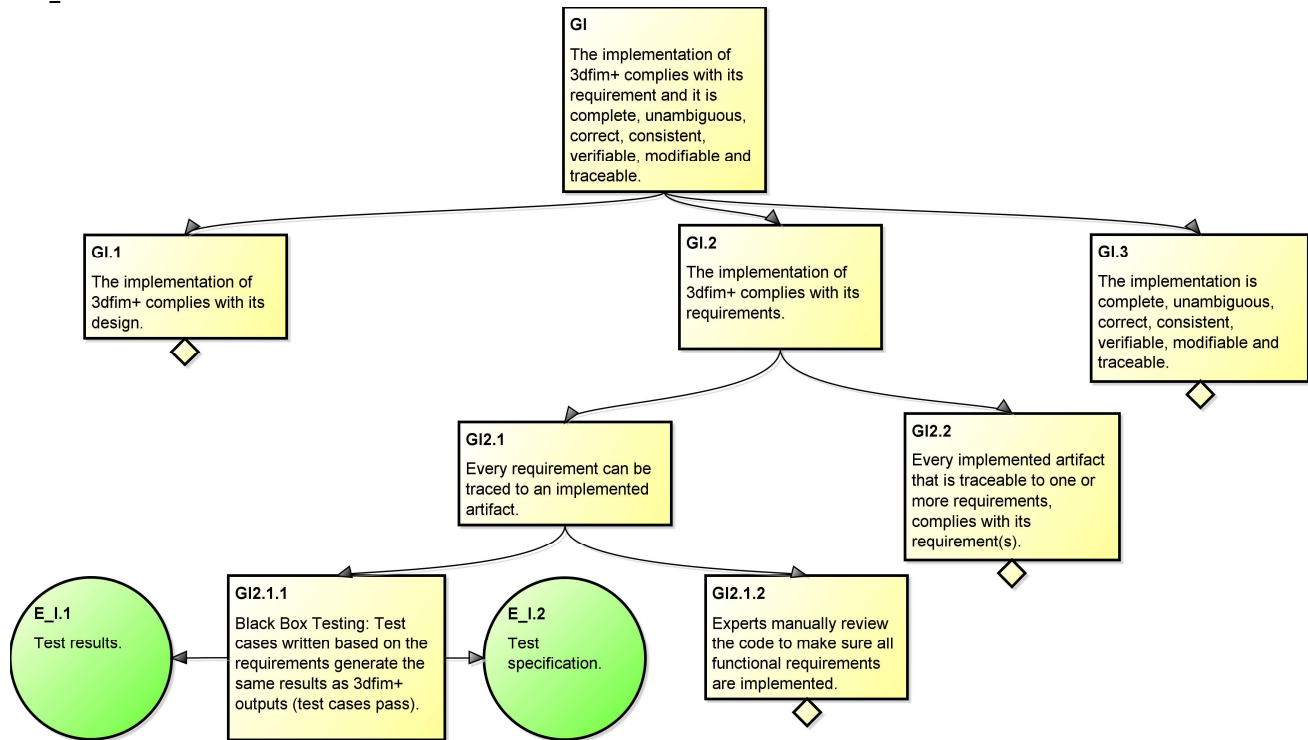 GI
The implementation of
3dfim+ complies with its
requirement and it is
complete, unambiguous,
correct, consistent,
verifiable, modifiable and
traceable.
GI.1
The implementation of
3dfim+ complies with its
design.
GI.2
The implementation of
3dfim+ complies with its
requirements.
GI.3
The implementation is
complete, unambiguous,
correct, consistent,
verifiable, modifiable and
traceable.
GI2.1
Every requirement can be
traced to an implemented
artifact.
GI2.2
Every implemented artifact
that is traceable to one or
more requirements,
complies with its
requirement(s).
E_I.1
Test results.
GI2.1.1
Black Box Testing: Test
cases written based on the
requirements generate the
same results as 3dfim+
outputs (test cases pass).
E_I.2
Test
specification.
GI2.1.2
Experts manually review
the code to make sure all
functional requirements
are implemented.